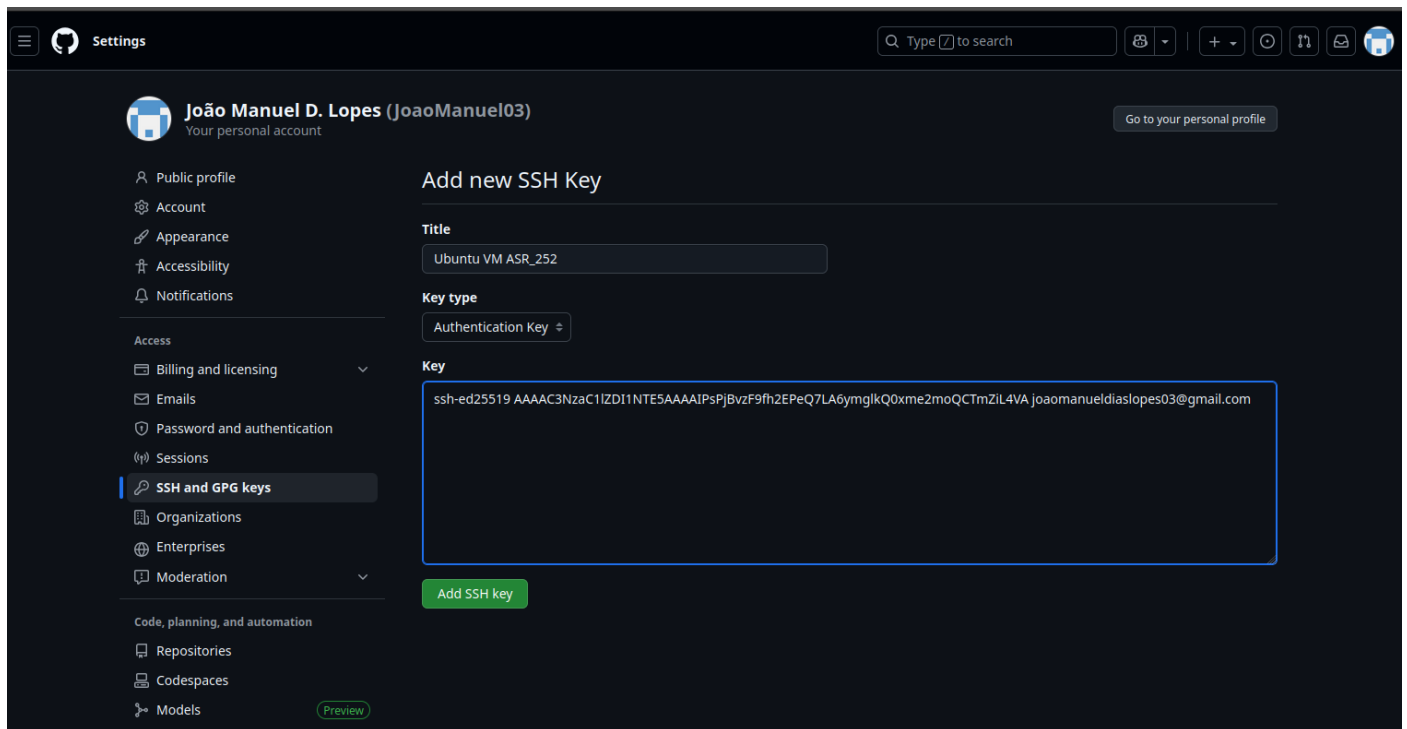 Settings
Type / to search
João Manuel D. Lopes (JoaoManuel03)
Your personal account
Go to your personal profile
Public profile
Account
Appearance
Accessibility
Notifications
Access
Billing and licensing
Emails
Password and authentication
Sessions
SSH and GPG keys
Organizations
Enterprises
Moderation
Code, planning, and automation
Repositories
Codespaces
Models
Preview
Add new SSH Key
Title
Ubuntu VM ASR_252
Key type
Authentication Key
Key
ssh-ed25519 AAAAC3NzaC1lZDI1NTE5AAAAIPsPjBvzF9fh2EPeQ7LA6ymglkQ0xme2moQCTmZiL4VA joaomanueldiaslopes03@gmail.com
Add SSH key